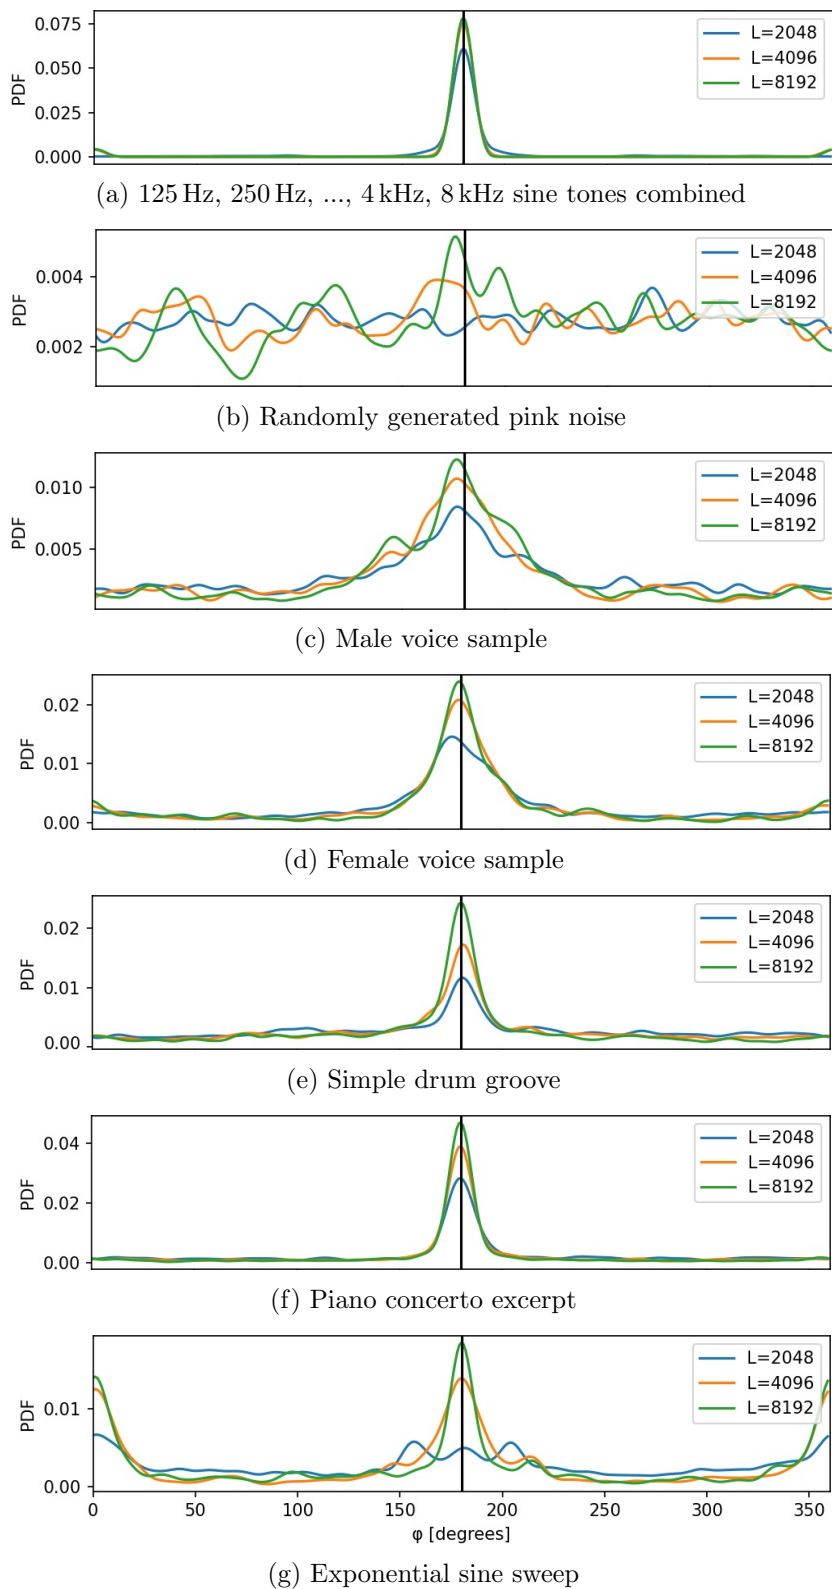 0.075
0.050
0.025
0.000
PDF
L=2048
L=4096
L=8192
(a) 125 Hz, 250 Hz, ..., 4 kHz, 8 kHz sine tones combined
0.004
0.002
PDF
L=2048
L=4096
L=8192
(b) Randomly generated pink noise
0.010
0.005
PDF
L=2048
L=4096
L=8192
(c) Male voice sample
0.02
0.01
0.00
PDF
L=2048
L=4096
L=8192
(d) Female voice sample
0.02
0.01
0.00
PDF
L=2048
L=4096
L=8192
(e) Simple drum groove
0.04
0.02
0.00
PDF
L=2048
L=4096
L=8192
(f) Piano concerto excerpt
0.01
0.00
PDF
L=2048
L=4096
L=8192
0 50 100 150 200 250 300 350
φ [degrees]
(g) Exponential sine sweep